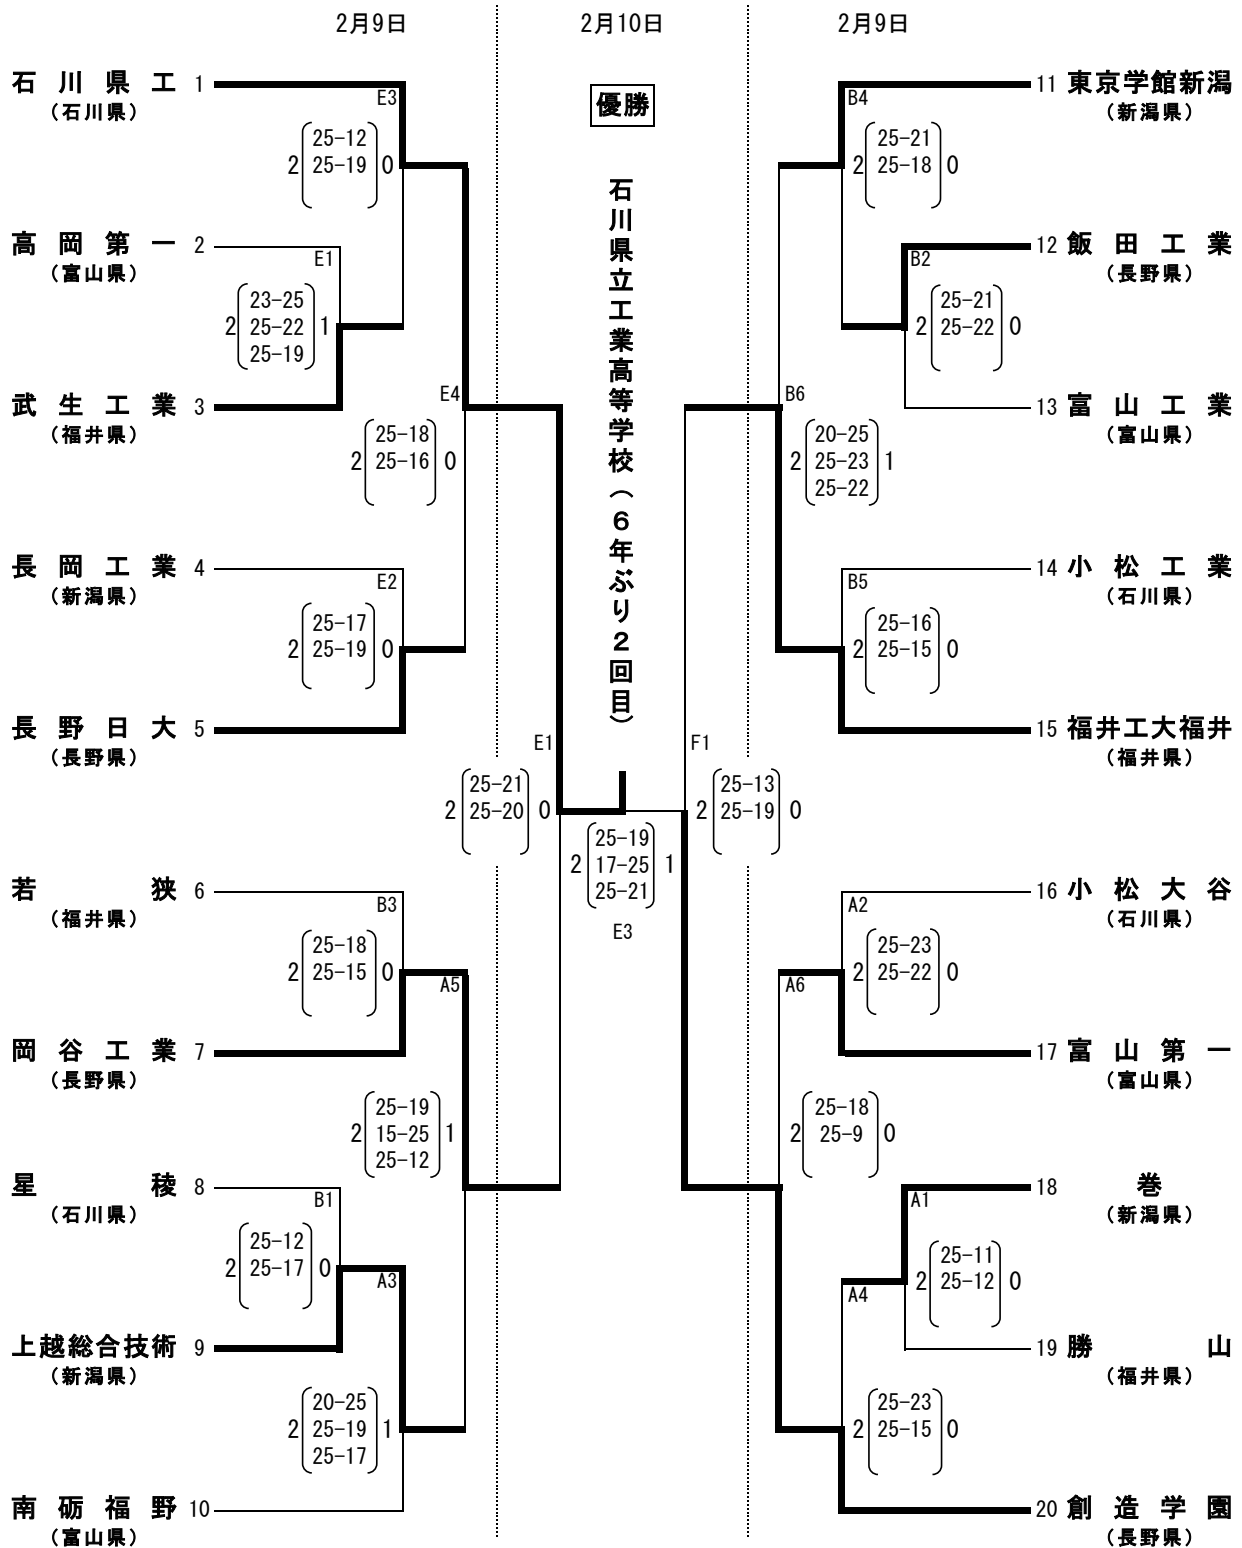 2月9日
2月10日
2月9日
優勝
石川県立工業高等学校(6年ぶり2回目)
石川県工 1
(石川県)
E3
2 25-12 0
25-19
高岡第一 2
(富山県)
E1
2 23-25 1
25-22
25-19
武生工業 3
(福井県)
E4
2 25-18 0
25-16
長岡工業 4
(新潟県)
E2
2 25-17 0
25-19
長野日大 5
(長野県)
E1
2 25-21 0
25-20
若狭 6
(福井県)
B3
2 25-18 0
25-15
A5
岡谷工業 7
(長野県)
2 25-19 1
15-25
25-12
星稜 8
(石川県)
B1
2 25-12 0
25-17
A3
上越総合技術 9
(新潟県)
2 20-25 1
25-19
25-17
南砺福野 10
(富山県)
2 25-19 1
17-25
25-21
E3
11 東京学館新潟
(新潟県)
B4
2 25-21 0
25-18
12 飯田工業
(長野県)
B2
2 25-21 0
25-22
13 富山工業
(富山県)
B6
2 20-25 1
25-23
25-22
14 小松工業
(石川県)
B5
2 25-16 0
25-15
15 福井工大福井
(福井県)
F1
2 25-13 0
25-19
16 小松大谷
(石川県)
A2
2 25-23 0
25-22
A6
17 富山第一
(富山県)
2 25-18 0
25-9
18 巻
(新潟県)
A1
2 25-11 0
25-12
A4
19 勝山
(福井県)
2 25-23 0
25-15
20 創造学園
(長野県)